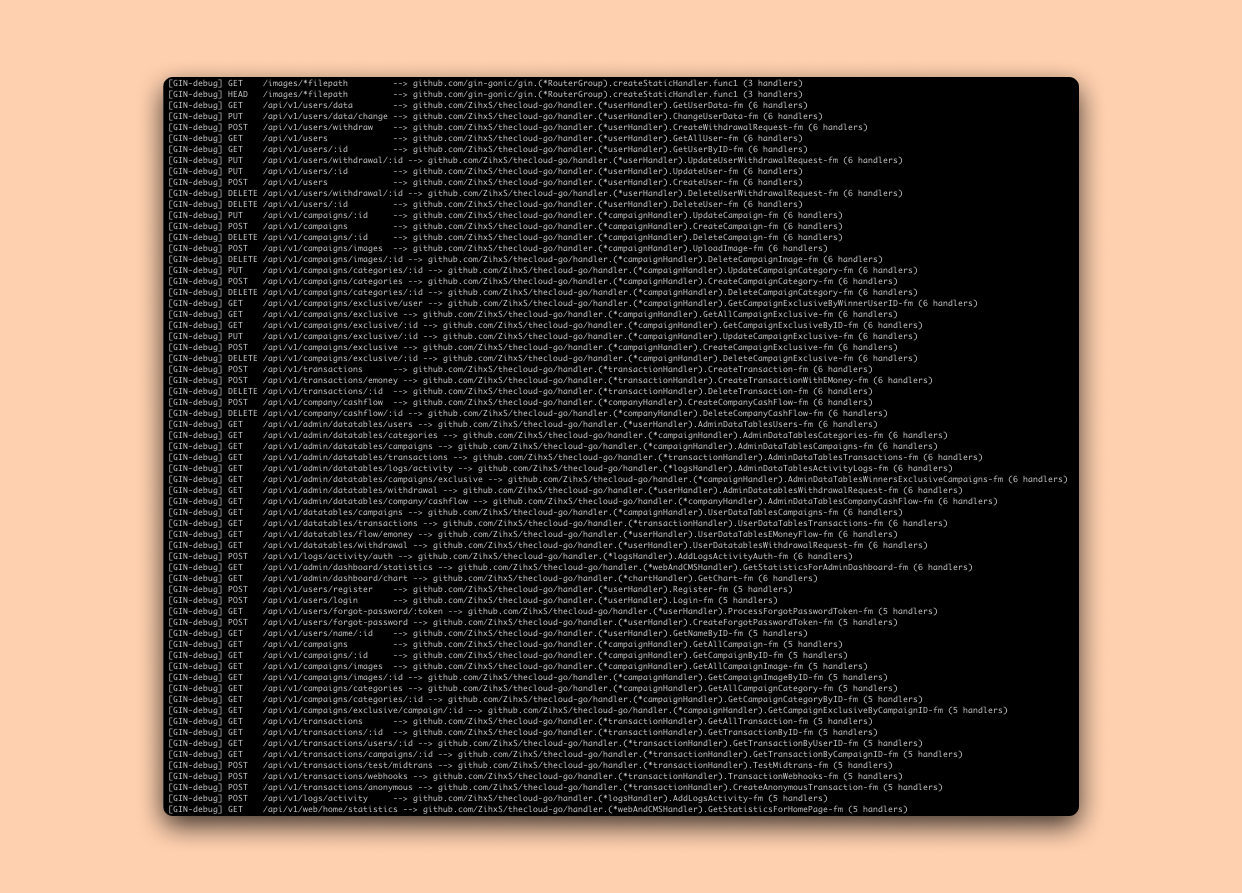 [GIN-debug] GET    /images/*filepath         --> github.com/gin-gonic/gin.(*RouterGroup).createStaticHandler.func1 (3 handlers)
[GIN-debug] HEAD   /images/*filepath         --> github.com/gin-gonic/gin.(*RouterGroup).createStaticHandler.func1 (3 handlers)
[GIN-debug] GET    /api/v1/users/data        --> github.com/ZihxS/thecloud-go/handler.(*userHandler).GetUserData-fm (6 handlers)
[GIN-debug] PUT    /api/v1/users/data/change --> github.com/ZihxS/thecloud-go/handler.(*userHandler).ChangeUserData-fm (6 handlers)
[GIN-debug] POST   /api/v1/users/withdraw    --> github.com/ZihxS/thecloud-go/handler.(*userHandler).CreateWithdrawalRequest-fm (6 handlers)
[GIN-debug] GET    /api/v1/users             --> github.com/ZihxS/thecloud-go/handler.(*userHandler).GetAllUser-fm (6 handlers)
[GIN-debug] GET    /api/v1/users/:id         --> github.com/ZihxS/thecloud-go/handler.(*userHandler).GetUserByID-fm (6 handlers)
[GIN-debug] PUT    /api/v1/users/withdrawal/:id --> github.com/ZihxS/thecloud-go/handler.(*userHandler).UpdateUserWithdrawalRequest-fm (6 handlers)
[GIN-debug] PUT    /api/v1/users/:id         --> github.com/ZihxS/thecloud-go/handler.(*userHandler).UpdateUser-fm (6 handlers)
[GIN-debug] POST   /api/v1/users             --> github.com/ZihxS/thecloud-go/handler.(*userHandler).CreateUser-fm (6 handlers)
[GIN-debug] DELETE /api/v1/users/withdrawal/:id --> github.com/ZihxS/thecloud-go/handler.(*userHandler).DeleteUserWithdrawalRequest-fm (6 handlers)
[GIN-debug] DELETE /api/v1/users/:id         --> github.com/ZihxS/thecloud-go/handler.(*userHandler).DeleteUser-fm (6 handlers)
[GIN-debug] PUT    /api/v1/campaigns/:id     --> github.com/ZihxS/thecloud-go/handler.(*campaignHandler).UpdateCampaign-fm (6 handlers)
[GIN-debug] POST   /api/v1/campaigns         --> github.com/ZihxS/thecloud-go/handler.(*campaignHandler).CreateCampaign-fm (6 handlers)
[GIN-debug] DELETE /api/v1/campaigns/:id     --> github.com/ZihxS/thecloud-go/handler.(*campaignHandler).DeleteCampaign-fm (6 handlers)
[GIN-debug] POST   /api/v1/campaigns/images  --> github.com/ZihxS/thecloud-go/handler.(*campaignHandler).UploadImage-fm (6 handlers)
[GIN-debug] DELETE /api/v1/campaigns/images/:id --> github.com/ZihxS/thecloud-go/handler.(*campaignHandler).DeleteCampaignImage-fm (6 handlers)
[GIN-debug] PUT    /api/v1/campaigns/categories/:id --> github.com/ZihxS/thecloud-go/handler.(*campaignHandler).UpdateCampaignCategory-fm (6 handlers)
[GIN-debug] POST   /api/v1/campaigns/categories --> github.com/ZihxS/thecloud-go/handler.(*campaignHandler).CreateCampaignCategory-fm (6 handlers)
[GIN-debug] DELETE /api/v1/campaigns/categories/:id --> github.com/ZihxS/thecloud-go/handler.(*campaignHandler).DeleteCampaignCategory-fm (6 handlers)
[GIN-debug] GET    /api/v1/campaigns/exclusive/user --> github.com/ZihxS/thecloud-go/handler.(*campaignHandler).GetCampaignExclusiveByWinnerUserID-fm (6 handlers)
[GIN-debug] GET    /api/v1/campaigns/exclusive --> github.com/ZihxS/thecloud-go/handler.(*campaignHandler).GetAllCampaignExclusive-fm (6 handlers)
[GIN-debug] GET    /api/v1/campaigns/exclusive/:id --> github.com/ZihxS/thecloud-go/handler.(*campaignHandler).GetCampaignExclusiveByID-fm (6 handlers)
[GIN-debug] PUT    /api/v1/campaigns/exclusive/:id --> github.com/ZihxS/thecloud-go/handler.(*campaignHandler).UpdateCampaignExclusive-fm (6 handlers)
[GIN-debug] POST   /api/v1/campaigns/exclusive --> github.com/ZihxS/thecloud-go/handler.(*campaignHandler).CreateCampaignExclusive-fm (6 handlers)
[GIN-debug] DELETE /api/v1/campaigns/exclusive/:id --> github.com/ZihxS/thecloud-go/handler.(*campaignHandler).DeleteCampaignExclusive-fm (6 handlers)
[GIN-debug] POST   /api/v1/transactions      --> github.com/ZihxS/thecloud-go/handler.(*transactionHandler).CreateTransaction-fm (6 handlers)
[GIN-debug] POST   /api/v1/transactions/emoney --> github.com/ZihxS/thecloud-go/handler.(*transactionHandler).CreateTransactionWithEMoney-fm (6 handlers)
[GIN-debug] DELETE /api/v1/transactions/:id  --> github.com/ZihxS/thecloud-go/handler.(*transactionHandler).DeleteTransaction-fm (6 handlers)
[GIN-debug] POST   /api/v1/company/cashflow  --> github.com/ZihxS/thecloud-go/handler.(*companyHandler).CreateCompanyCashFlow-fm (6 handlers)
[GIN-debug] DELETE /api/v1/company/cashflow/:id --> github.com/ZihxS/thecloud-go/handler.(*companyHandler).DeleteCompanyCashFlow-fm (6 handlers)
[GIN-debug] GET    /api/v1/admin/datatables/users --> github.com/ZihxS/thecloud-go/handler.(*userHandler).AdminDataTablesUsers-fm (6 handlers)
[GIN-debug] GET    /api/v1/admin/datatables/categories --> github.com/ZihxS/thecloud-go/handler.(*campaignHandler).AdminDataTablesCategories-fm (6 handlers)
[GIN-debug] GET    /api/v1/admin/datatables/campaigns --> github.com/ZihxS/thecloud-go/handler.(*campaignHandler).AdminDataTablesCampaigns-fm (6 handlers)
[GIN-debug] GET    /api/v1/admin/datatables/transactions --> github.com/ZihxS/thecloud-go/handler.(*transactionHandler).AdminDataTablesTransactions-fm (6 handlers)
[GIN-debug] GET    /api/v1/admin/datatables/logs/activity --> github.com/ZihxS/thecloud-go/handler.(*logsHandler).AdminDataTablesActivityLogs-fm (6 handlers)
[GIN-debug] GET    /api/v1/admin/datatables/campaigns/exclusive --> github.com/ZihxS/thecloud-go/handler.(*campaignHandler).AdminDataTablesWinnersExclusiveCampaigns-fm (6 handlers)
[GIN-debug] GET    /api/v1/admin/datatables/withdrawal --> github.com/ZihxS/thecloud-go/handler.(*userHandler).AdminDatatablesWithdrawalRequest-fm (6 handlers)
[GIN-debug] GET    /api/v1/admin/datatables/company/cashflow --> github.com/ZihxS/thecloud-go/handler.(*companyHandler).AdminDataTablesCompanyCashFlow-fm (6 handlers)
[GIN-debug] GET    /api/v1/datatables/campaigns --> github.com/ZihxS/thecloud-go/handler.(*campaignHandler).UserDataTablesCampaigns-fm (6 handlers)
[GIN-debug] GET    /api/v1/datatables/transactions --> github.com/ZihxS/thecloud-go/handler.(*transactionHandler).UserDataTablesTransactions-fm (6 handlers)
[GIN-debug] GET    /api/v1/datatables/flow/emoney --> github.com/ZihxS/thecloud-go/handler.(*userHandler).UserDataTablesEMoneyFlow-fm (6 handlers)
[GIN-debug] GET    /api/v1/datatables/withdrawal --> github.com/ZihxS/thecloud-go/handler.(*userHandler).UserDatatablesWithdrawalRequest-fm (6 handlers)
[GIN-debug] POST   /api/v1/logs/activity/auth --> github.com/ZihxS/thecloud-go/handler.(*logsHandler).AddLogsActivityAuth-fm (6 handlers)
[GIN-debug] GET    /api/v1/admin/dashboard/statistics --> github.com/ZihxS/thecloud-go/handler.(*webAndCMSHandler).GetStatisticsForAdminDashboard-fm (6 handlers)
[GIN-debug] GET    /api/v1/admin/dashboard/chart --> github.com/ZihxS/thecloud-go/handler.(*chartHandler).GetChart-fm (6 handlers)
[GIN-debug] POST   /api/v1/users/register    --> github.com/ZihxS/thecloud-go/handler.(*userHandler).Register-fm (5 handlers)
[GIN-debug] POST   /api/v1/users/login       --> github.com/ZihxS/thecloud-go/handler.(*userHandler).Login-fm (5 handlers)
[GIN-debug] GET    /api/v1/users/forgot-password/:token --> github.com/ZihxS/thecloud-go/handler.(*userHandler).ProcessForgotPasswordToken-fm (5 handlers)
[GIN-debug] POST   /api/v1/users/forgot-password --> github.com/ZihxS/thecloud-go/handler.(*userHandler).CreateForgotPasswordToken-fm (5 handlers)
[GIN-debug] GET    /api/v1/users/name/:id    --> github.com/ZihxS/thecloud-go/handler.(*userHandler).GetNameByID-fm (5 handlers)
[GIN-debug] GET    /api/v1/campaigns         --> github.com/ZihxS/thecloud-go/handler.(*campaignHandler).GetAllCampaign-fm (5 handlers)
[GIN-debug] GET    /api/v1/campaigns/:id     --> github.com/ZihxS/thecloud-go/handler.(*campaignHandler).GetCampaignByID-fm (5 handlers)
[GIN-debug] GET    /api/v1/campaigns/images  --> github.com/ZihxS/thecloud-go/handler.(*campaignHandler).GetAllCampaignImage-fm (5 handlers)
[GIN-debug] GET    /api/v1/campaigns/images/:id --> github.com/ZihxS/thecloud-go/handler.(*campaignHandler).GetCampaignImageByID-fm (5 handlers)
[GIN-debug] GET    /api/v1/campaigns/categories --> github.com/ZihxS/thecloud-go/handler.(*campaignHandler).GetAllCampaignCategory-fm (5 handlers)
[GIN-debug] GET    /api/v1/campaigns/categories/:id --> github.com/ZihxS/thecloud-go/handler.(*campaignHandler).GetCampaignCategoryByID-fm (5 handlers)
[GIN-debug] GET    /api/v1/campaigns/exclusive/campaign/:id --> github.com/ZihxS/thecloud-go/handler.(*campaignHandler).GetCampaignExclusiveByCampaignID-fm (5 handlers)
[GIN-debug] GET    /api/v1/transactions      --> github.com/ZihxS/thecloud-go/handler.(*transactionHandler).GetAllTransaction-fm (5 handlers)
[GIN-debug] GET    /api/v1/transactions/:id  --> github.com/ZihxS/thecloud-go/handler.(*transactionHandler).GetTransactionByID-fm (5 handlers)
[GIN-debug] GET    /api/v1/transactions/users/:id --> github.com/ZihxS/thecloud-go/handler.(*transactionHandler).GetTransactionByUserID-fm (5 handlers)
[GIN-debug] GET    /api/v1/transactions/campaigns/:id --> github.com/ZihxS/thecloud-go/handler.(*transactionHandler).GetTransactionByCampaignID-fm (5 handlers)
[GIN-debug] POST   /api/v1/transactions/test/midtrans --> github.com/ZihxS/thecloud-go/handler.(*transactionHandler).TestMidtrans-fm (5 handlers)
[GIN-debug] POST   /api/v1/transactions/webhooks --> github.com/ZihxS/thecloud-go/handler.(*transactionHandler).TransactionWebhooks-fm (5 handlers)
[GIN-debug] POST   /api/v1/transactions/anonymous --> github.com/ZihxS/thecloud-go/handler.(*transactionHandler).CreateAnonymousTransaction-fm (5 handlers)
[GIN-debug] POST   /api/v1/logs/activity     --> github.com/ZihxS/thecloud-go/handler.(*logsHandler).AddLogsActivity-fm (5 handlers)
[GIN-debug] GET    /api/v1/web/home/statistics --> github.com/ZihxS/thecloud-go/handler.(*webAndCMSHandler).GetStatisticsForHomePage-fm (5 handlers)